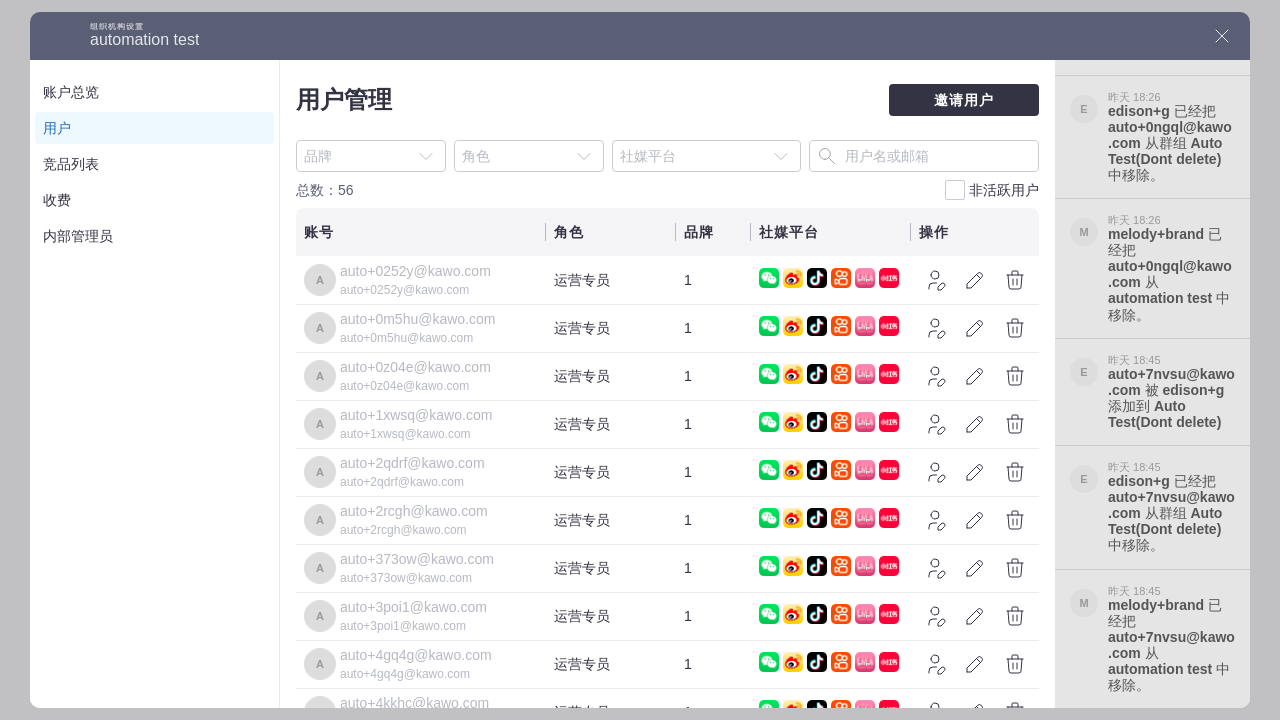 组织机构设置
automation test
账户总览
用户
竞品列表
收费
内部管理员
用户管理
邀请用户
品牌
角色
社媒平台
用户名或邮箱
总数：56
非活跃用户
账号
角色
品牌
社媒平台
操作
A
auto+0252y@kawo.com
auto+0252y@kawo.com
运营专员
1
A
auto+0m5hu@kawo.com
auto+0m5hu@kawo.com
运营专员
1
A
auto+0z04e@kawo.com
auto+0z04e@kawo.com
运营专员
1
A
auto+1xwsq@kawo.com
auto+1xwsq@kawo.com
运营专员
1
A
auto+2qdrf@kawo.com
auto+2qdrf@kawo.com
运营专员
1
A
auto+2rcgh@kawo.com
auto+2rcgh@kawo.com
运营专员
1
A
auto+373ow@kawo.com
auto+373ow@kawo.com
运营专员
1
A
auto+3poi1@kawo.com
auto+3poi1@kawo.com
运营专员
1
A
auto+4gq4g@kawo.com
auto+4gq4g@kawo.com
运营专员
1
auto+4kkhc@kawo.com
昨天 18:26
E
edison+g 已经把
auto+0ngql@kawo
.com 从群组 Auto
Test(Dont delete)
中移除。
昨天 18:26
M
melody+brand 已
经把
auto+0ngql@kawo
.com 从
automation test 中
移除。
昨天 18:45
E
auto+7nvsu@kawo
.com 被 edison+g
添加到 Auto
Test(Dont delete)
昨天 18:45
E
edison+g 已经把
auto+7nvsu@kawo
.com 从群组 Auto
Test(Dont delete)
中移除。
昨天 18:45
M
melody+brand 已
经把
auto+7nvsu@kawo
.com 从
automation test 中
移除。